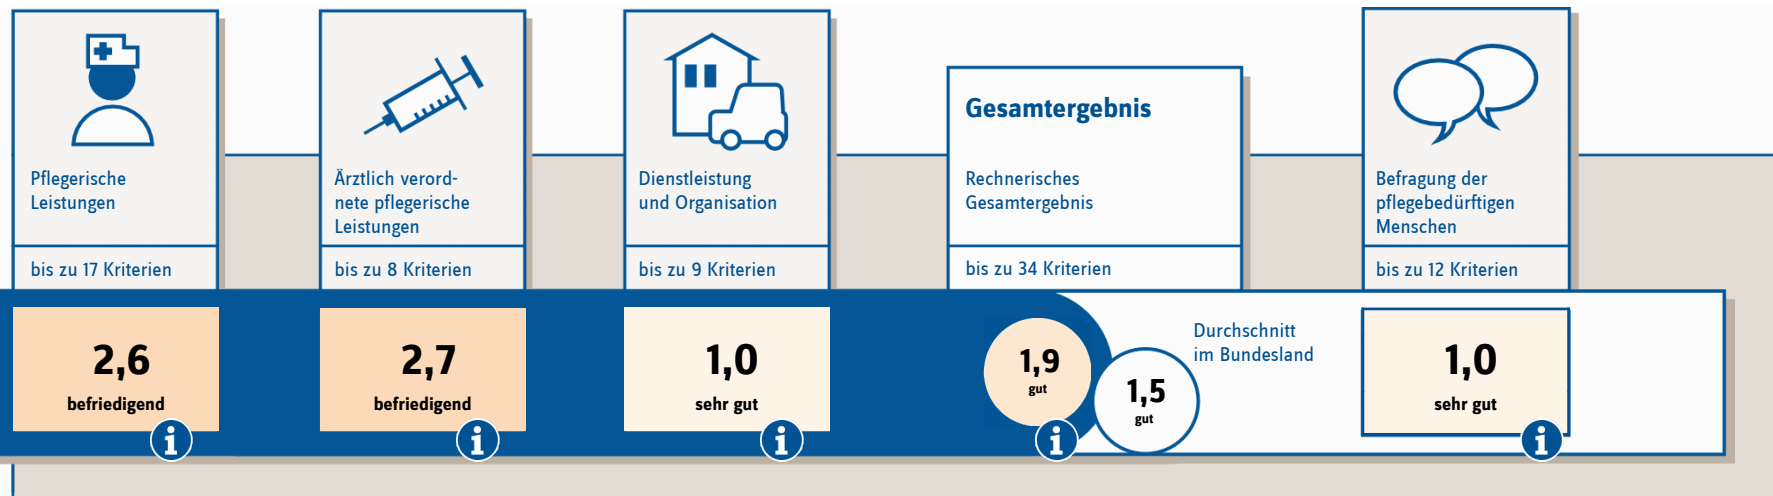 Pflegerische
Leistungen
bis zu 17 Kriterien
2,6
befriedigend
i
Ärztlich verord-
nete pflegerische
Leistungen
bis zu 8 Kriterien
2,7
befriedigend
i
Dienstleistung
und Organisation
bis zu 9 Kriterien
1,0
sehr gut
i
Gesamtergebnis
Rechnerisches
Gesamtergebnis
bis zu 34 Kriterien
1,9
gut
i
1,5
gut
Durchschnitt
im Bundesland
Befragung der
pflegebedürftigen
Menschen
bis zu 12 Kriterien
1,0
sehr gut
i